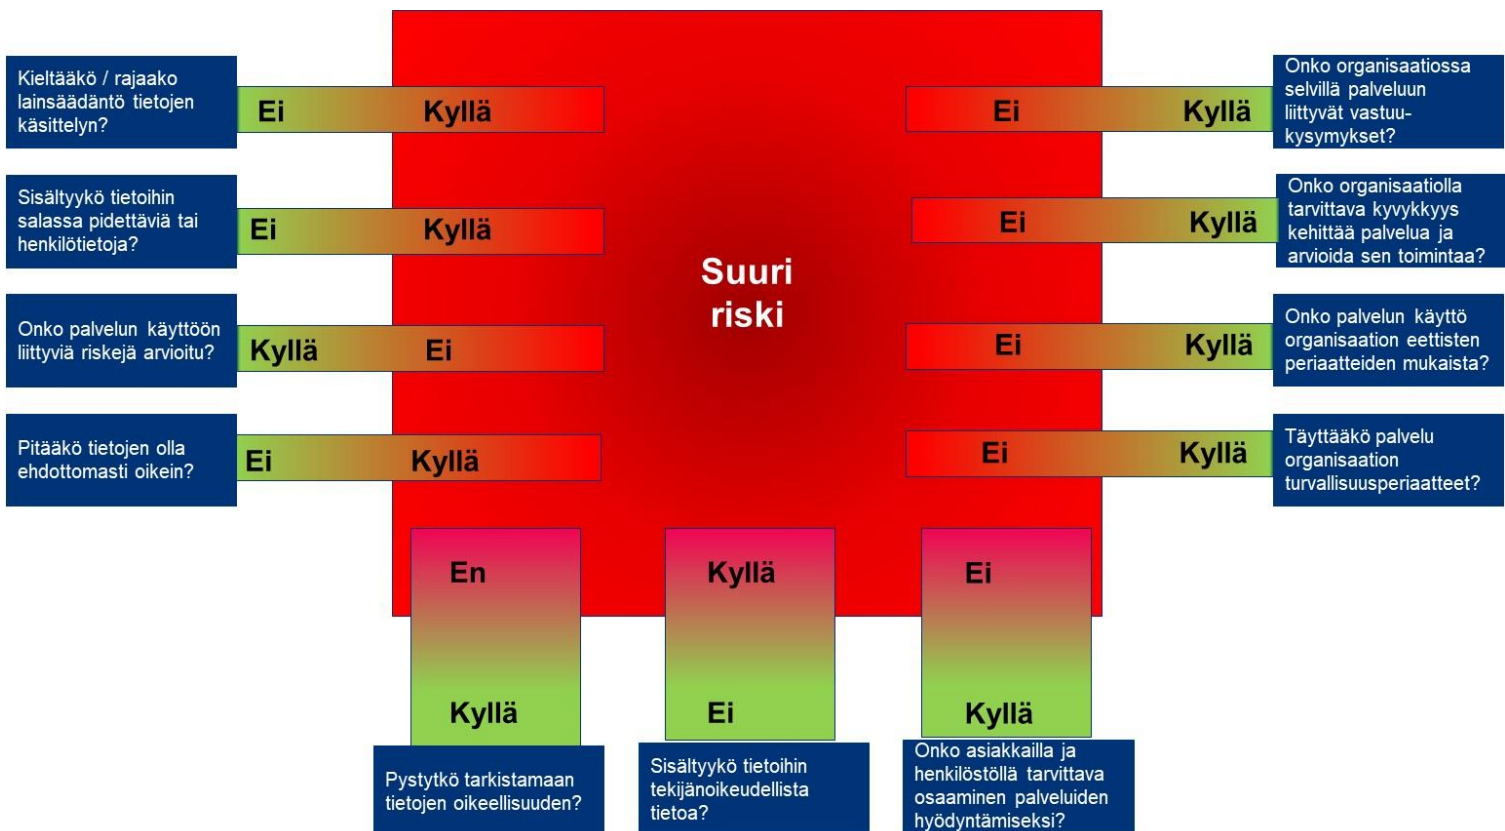 Kieltääkö / rajaako
lainsäädäntö tietojen
käsittelyn?
Ei Kyllä
Sisältyykö tietoihin
salassa pidettäviä tai
henkilötietoja?
Ei Kyllä
Onko palvelun käyttöön
liittyviä riskejä arvioitu?
Kyllä Ei
Pitääkö tietojen olla
ehdottomasti oikein?
Ei Kyllä
Suuri
riski
Ei Kyllä
Onko organisaatiossa
selvillä palveluun
liittyvät vastuu-
kysymykset?
Ei Kyllä
Onko organisaatiolla
tarvittava kyvykkyys
kehittää palvelua ja
arvioida sen toimintaa?
Ei Kyllä
Onko palvelun käyttö
organisaation eettisten
periaatteiden mukaista?
Ei Kyllä
Täyttääkö palvelu
organisaation
turvallisuusperiaatteet?
En
Kyllä
Pystytkö tarkistamaan
tietojen oikeellisuuden?
Kyllä
Ei
Sisältyykö tietoihin
tekijänoikeudellista
tietoa?
Ei
Kyllä
Onko asiakkailla ja
henkilöstöllä tarvittava
osaaminen palveluiden
hyödyntämiseksi?